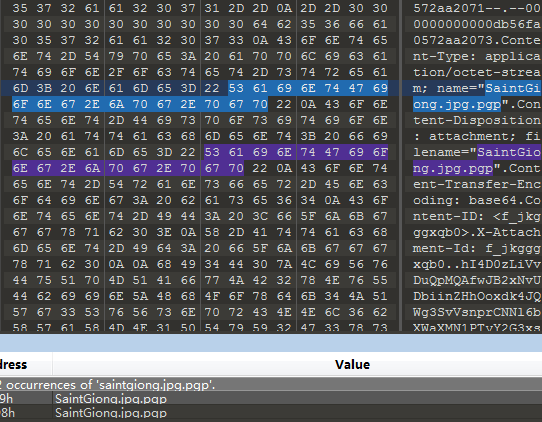 35 37 32 61 61 32 30 37 31 2D 2D 0A 2D 2D 30 30 572aa2071--.--00
30 30 30 30 30 30 30 30 30 30 64 62 35 36 66 61 0000000000db56fa
30 35 37 32 61 61 32 30 37 33 0A 43 6F 6E 74 65 0572aa2073.Conte
6E 74 2D 54 79 70 65 3A 20 61 70 70 6C 69 63 61 nt-Type: applica
74 69 6F 6E 2F 6F 63 74 65 74 2D 73 74 72 65 61 tion/octet-strea
6D 3B 20 6E 61 6D 65 3D 22 53 61 69 6E 74 47 69 m; name="SaintGi
6F 6E 67 2E 6A 70 67 2E 70 67 70 22 0A 43 6F 6E ong.jpg.pgp".Con
74 65 6E 74 2D 44 69 73 70 6F 73 69 74 69 6F 6E tent-Disposition
3A 20 61 74 74 61 63 68 6D 65 6E 74 3B 20 66 69 : attachment; fi
6C 65 6E 61 6D 65 3D 22 53 61 69 6E 74 47 69 6F lename="SaintGio
6E 67 2E 6A 70 67 2E 70 67 70 22 0A 43 6F 6E 74 ng.jpg.pgp".Cont
65 6E 74 2D 54 72 61 6E 73 66 65 72 2D 45 6E 63 ent-Transfer-Enc
6F 64 69 6E 67 3A 20 62 61 73 65 36 34 0A 43 6F oding: base64.Co
6E 74 65 6E 74 2D 49 44 3A 20 3C 66 5F 6A 6B 67 ntent-ID: <f_jkg
67 67 78 71 62 30 3E 0A 58 2D 41 74 74 61 63 68 ggxqb0>.X-Attach
6D 65 6E 74 2D 49 64 3A 20 66 5F 6A 6B 67 67 67 ment-Id: f_jkggg
78 71 62 30 0A 0A 68 49 34 44 30 7A 4C 69 56 76 xqb0..hI4D0zLiVv
44 75 51 70 4D 51 41 66 77 4A 42 32 78 4E 76 55 DuQpMQAfwJB2xNvU
44 62 69 69 6E 5A 48 68 4F 6F 78 64 6B 34 4A 51 DbiinZHhOoxdk4JQ
57 67 33 53 76 56 73 6E 70 72 43 4E 4E 6C 36 62 Wg3SvVsnprCNNl6b
58 57 61 58 4D 4E 31 50 54 79 59 32 47 33 78 73 XWaXMN1PTyY2G3xs
dress Value
2 occurrences of 'saintgiong.jpg.pgp'.
9h SaintGiong.jpg.pgp
98h SaintGiong.jpg.pgp